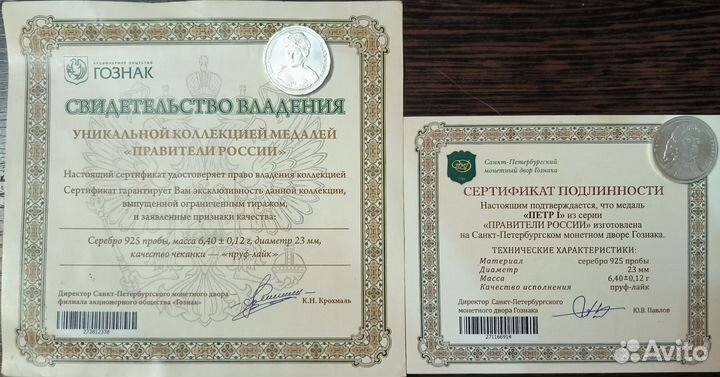 АКЦИОНЕРНОЕ ОБЩЕСТВО
ГОЗНАК
СВИДЕТЕЛЬСТВО ВЛАДЕНИЯ
УНИКАЛЬНОЙ КОЛЛЕКЦИЕЙ МЕДАЛЕЙ
«ПРАВИТЕЛИ РОССИИ»
Настоящий сертификат удостоверяет право владения коллекцией
Сертификат гарантирует Вам эксклюзивность данной коллекции,
выпущенной ограниченным тиражом,
и заявленные признаки качества:
Серебро 925 пробы, масса 6,40 ± 0,12 г, диаметр 23 мм,
качество чеканки — «пруф-лайк»
Директор Санкт-Петербургского монетного двора -
филиала акционерного общества «Гознак»
К.Н. Крохмаль
272812338
Санкт-Петербургский
монетный двор Гознака
СЕРТИФИКАТ ПОДЛИННОСТИ
Настоящим подтверждается, что медаль
«ПЕТР I» из серии
«ПРАВИТЕЛИ РОССИИ» изготовлена
на Санкт-Петербургском монетном дворе Гознака.
ТЕХНИЧЕСКИЕ ХАРАКТЕРИСТИКИ:
Материал серебро 925 пробы
Диаметр 23 мм
Масса 6,40±0,12 г
Качество исполнения пруф-лайк
Директор Санкт-Петербургского
монетного двора Гознака
Ю.В. Павлов
271166914
Avito